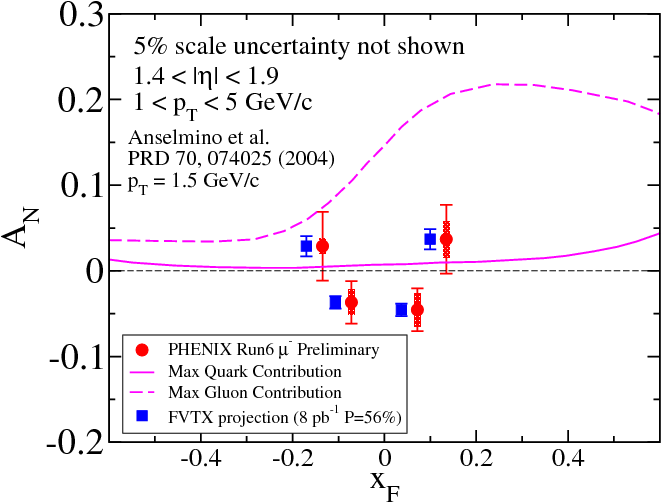 0.3
5% scale uncertainty not shown
1.4 < |η| < 1.9
1 < pT < 5 GeV/c
0.2
Anselmino et al.
PRD 70, 074025 (2004)
pT = 1.5 GeV/c
0.1
AN
0
-0.1
PHENIX Run6 μ- Preliminary
Max Quark Contribution
Max Gluon Contribution
FVTX projection (8 pb-1 P=56%)
-0.2
-0.4 -0.2 0 0.2 0.4
xF